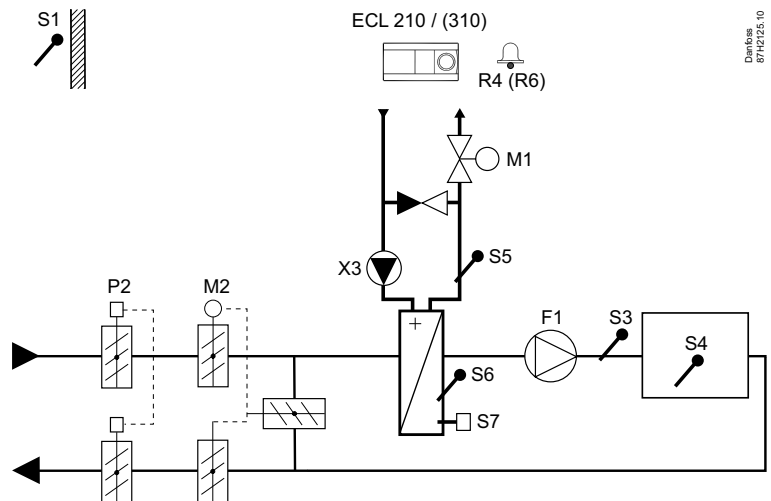 S1
ECL 210 / (310)
Danfoss
87H2125.10
R4 (R6)
M1
X3
S5
P2
M2
F1
S3
S4
S6
S7
+